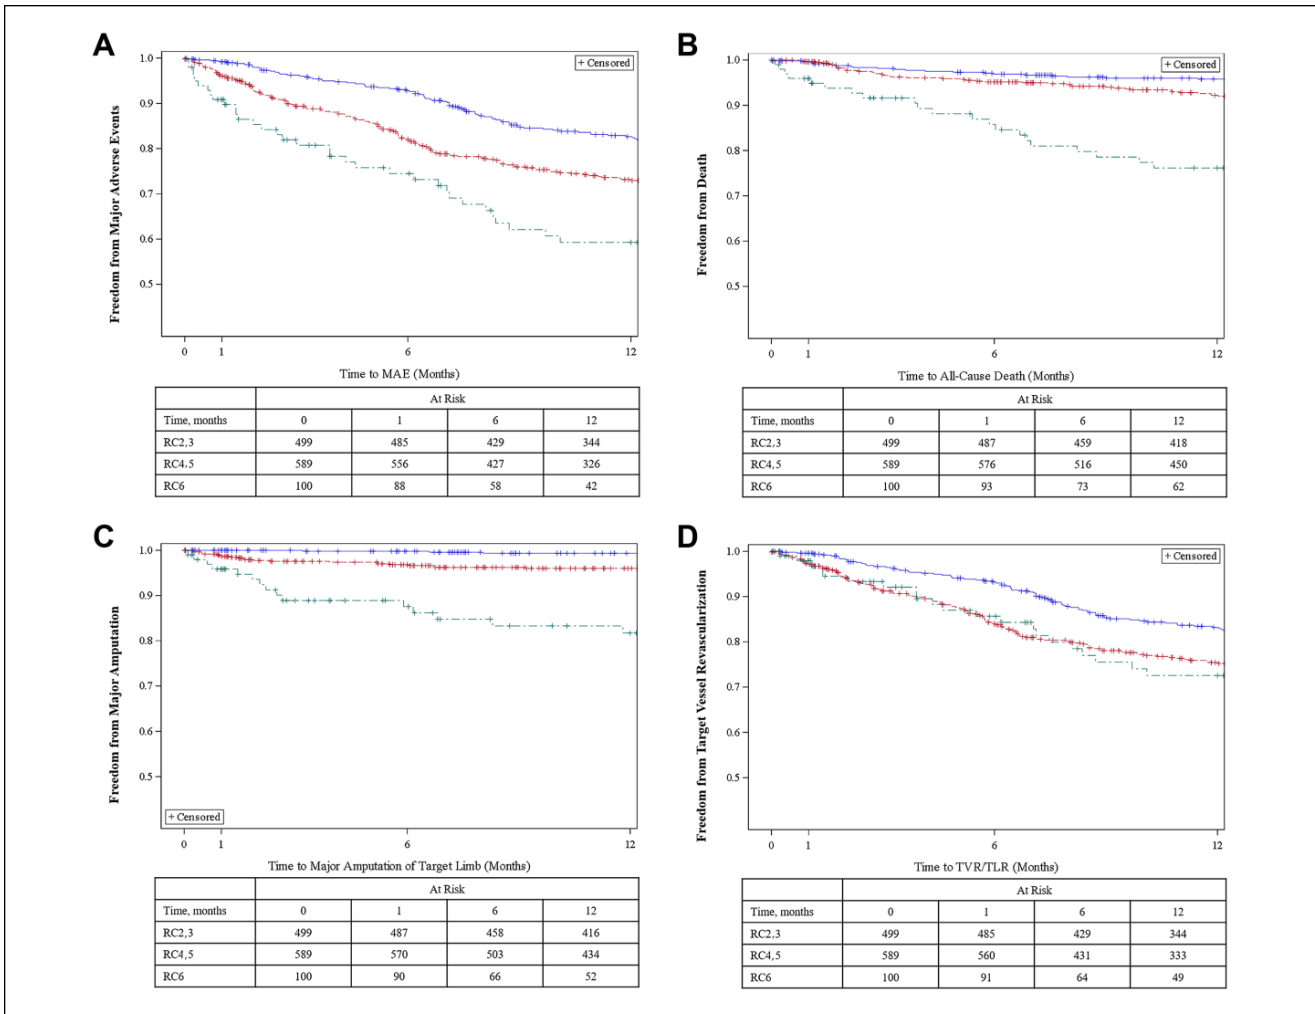 A
1.0
0.9
0.8
0.7
0.6
0.5
Freedom from Major Adverse Events
+ Censored
0 1 6 12
Time to MAE (Months)
At Risk
Time, months 0 1 6 12
RC2,3 499 485 429 344
RC4,5 589 556 427 326
RC6 100 88 58 42
B
1.0
0.9
0.8
0.7
0.6
0.5
Freedom from Death
+ Censored
0 1 6 12
Time to All-Cause Death (Months)
At Risk
Time, months 0 1 6 12
RC2,3 499 487 459 418
RC4,5 589 576 516 450
RC6 100 93 73 62
C
1.0
0.9
0.8
0.7
0.6
0.5
Freedom from Major Amputation
+ Censored
0 1 6 12
Time to Major Amputation of Target Limb (Months)
At Risk
Time, months 0 1 6 12
RC2,3 499 487 458 416
RC4,5 589 570 503 434
RC6 100 90 66 52
D
1.0
0.9
0.8
0.7
0.6
0.5
Freedom from Target Vessel Revascularization
+ Censored
0 1 6 12
Time to TVR/TLR (Months)
At Risk
Time, months 0 1 6 12
RC2,3 499 485 429 344
RC4,5 589 560 431 333
RC6 100 91 64 49